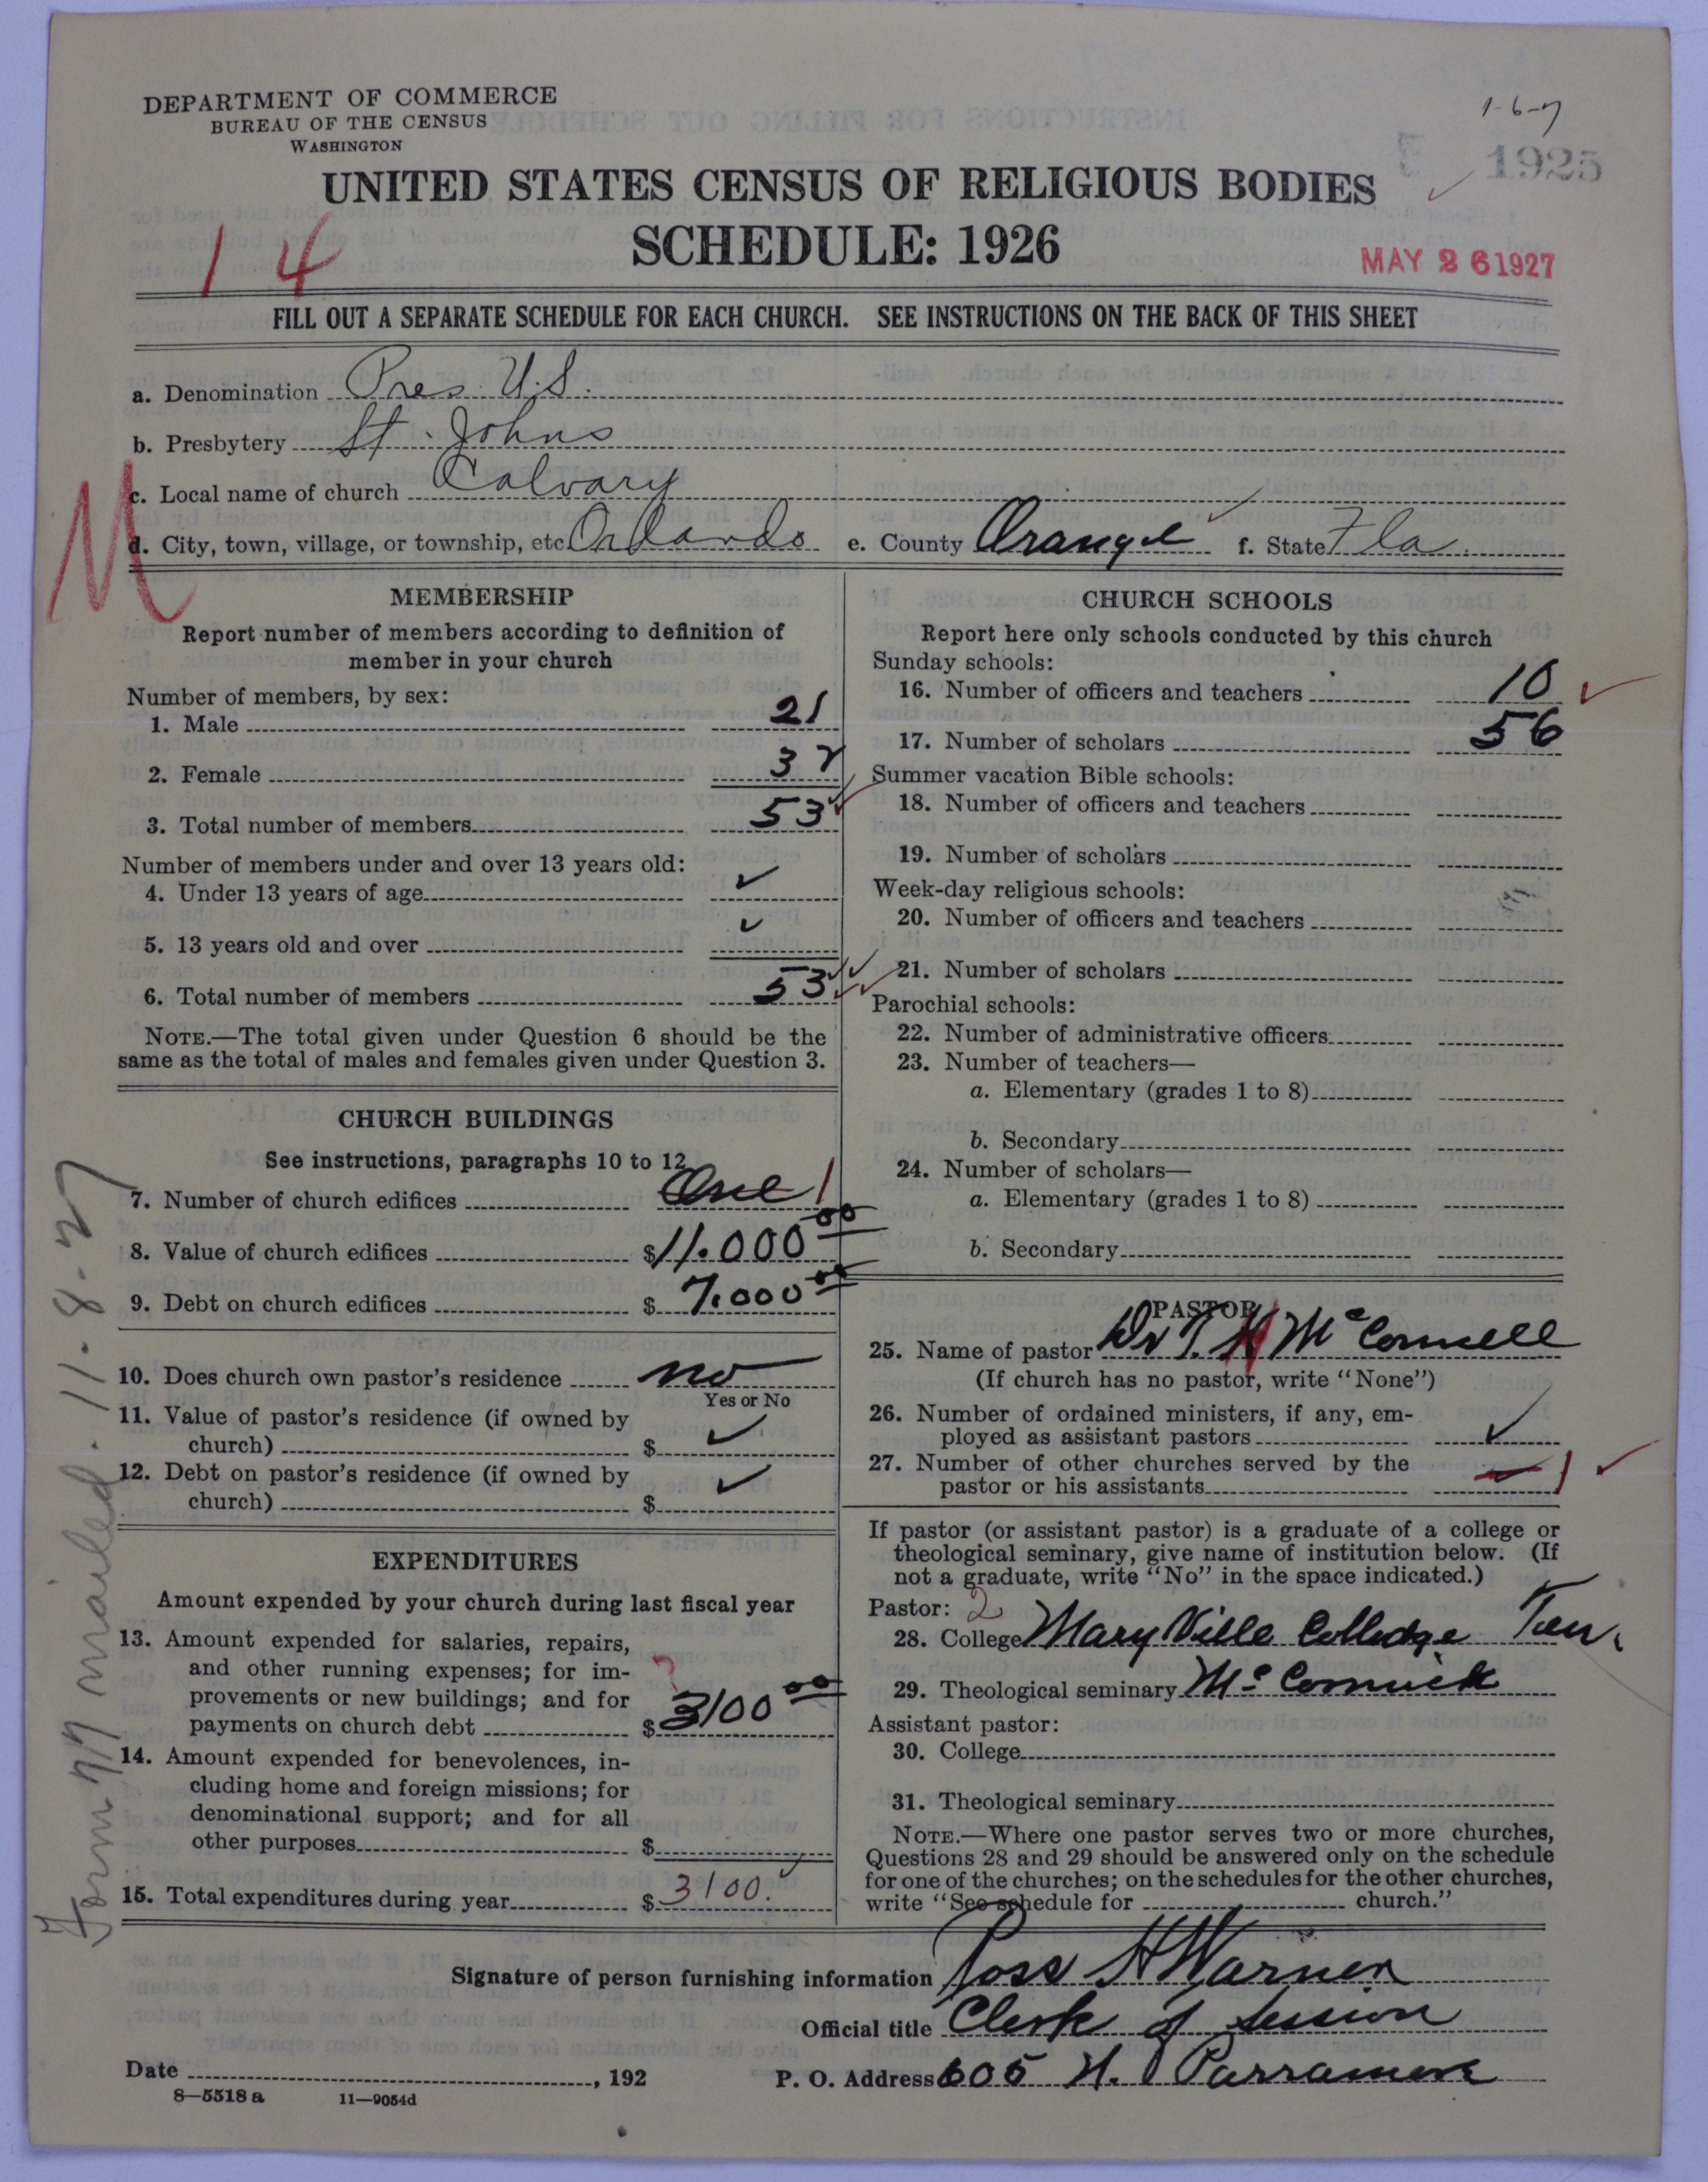 DEPARTMENT OF COMMERCE
BUREAU OF THE CENSUS
WASHINGTON
1-6-7
1925
UNITED STATES CENSUS OF RELIGIOUS BODIES
SCHEDULE: 1926
14
MAY 26 1927
FILL OUT A SEPARATE SCHEDULE FOR EACH CHURCH. SEE INSTRUCTIONS ON THE BACK OF THIS SHEET
a. Denomination Pres. U.S.
b. Presbytery St. Johns
c. Local name of church Calvary
M
d. City, town, village, or township, etc. Orlando e. County Orange f. State Fla.
MEMBERSHIP
Report number of members according to definition of
member in your church
Number of members, by sex:
1. Male 21
2. Female 32
3. Total number of members 53
Number of members under and over 13 years old:
4. Under 13 years of age ✓
5. 13 years old and over ✓
6. Total number of members 53
NOTE.—The total given under Question 6 should be the
same as the total of males and females given under Question 3.
CHURCH BUILDINGS
See instructions, paragraphs 10 to 12
7. Number of church edifices One 1
8. Value of church edifices $11.000 00
9. Debt on church edifices $7.000 00
10. Does church own pastor's residence no
Yes or No
11. Value of pastor's residence (if owned by
church) $ ✓
12. Debt on pastor's residence (if owned by
church) $ ✓
EXPENDITURES
Amount expended by your church during last fiscal year
13. Amount expended for salaries, repairs,
and other running expenses; for im-
provements or new buildings; and for
payments on church debt $3100 00
14. Amount expended for benevolences, in-
cluding home and foreign missions; for
denominational support; and for all
other purposes $
15. Total expenditures during year $3100.
Form 77 mailed. 11-8-27
CHURCH SCHOOLS
Report here only schools conducted by this church
Sunday schools:
16. Number of officers and teachers 10 ✓
17. Number of scholars 56
Summer vacation Bible schools:
18. Number of officers and teachers
19. Number of scholars
Week-day religious schools:
20. Number of officers and teachers
21. Number of scholars
Parochial schools:
22. Number of administrative officers
23. Number of teachers—
a. Elementary (grades 1 to 8)
b. Secondary
24. Number of scholars—
a. Elementary (grades 1 to 8)
b. Secondary
PASTOR
25. Name of pastor Dr T. H McConnell
(If church has no pastor, write "None")
26. Number of ordained ministers, if any, em-
ployed as assistant pastors ✓
27. Number of other churches served by the
pastor or his assistants 1 ✓
If pastor (or assistant pastor) is a graduate of a college or
theological seminary, give name of institution below. (If
not a graduate, write "No" in the space indicated.)
Pastor: 2
28. College Mary Ville Colledge Ten.
29. Theological seminary McCormick
Assistant pastor:
30. College
31. Theological seminary
NOTE.—Where one pastor serves two or more churches,
Questions 28 and 29 should be answered only on the schedule
for one of the churches; on the schedules for the other churches,
write "See schedule for church."
Signature of person furnishing information Ross H Warner
Official title Clerk of Session
Date , 192 P. O. Address 605 N. Parramore
8—5518 a 11—9054d